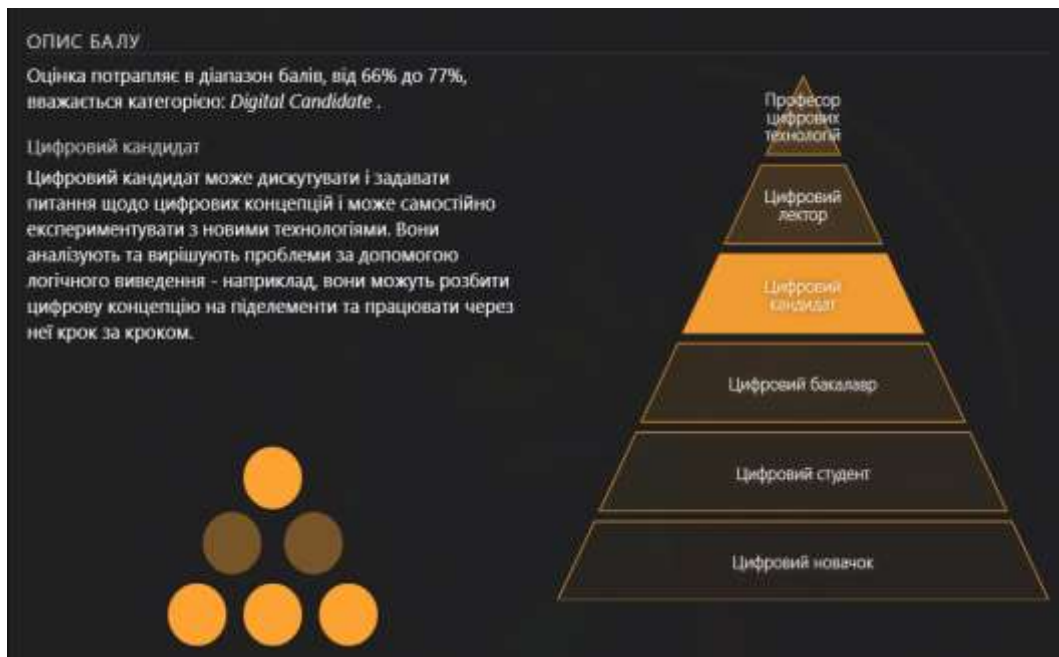 ОПИС БАЛУ
Оцінка потрапляє в діапазон балів, від 66% до 77%,
вважається категорією: Digital Candidate .
Цифровий кандидат
Цифровий кандидат може дискутувати і задавати
питання щодо цифрових концепцій і може самостійно
експериментувати з новими технологіями. Вони
аналізують та вирішують проблеми за допомогою
логічного виведення - наприклад, вони можуть розбити
цифрову концепцію на піделементи та працювати через
неї крок за кроком.
Професор
цифрових
технологій
Цифровий
лектор
Цифровий
кандидат
Цифровий бакалавр
Цифровий студент
Цифровий новачок